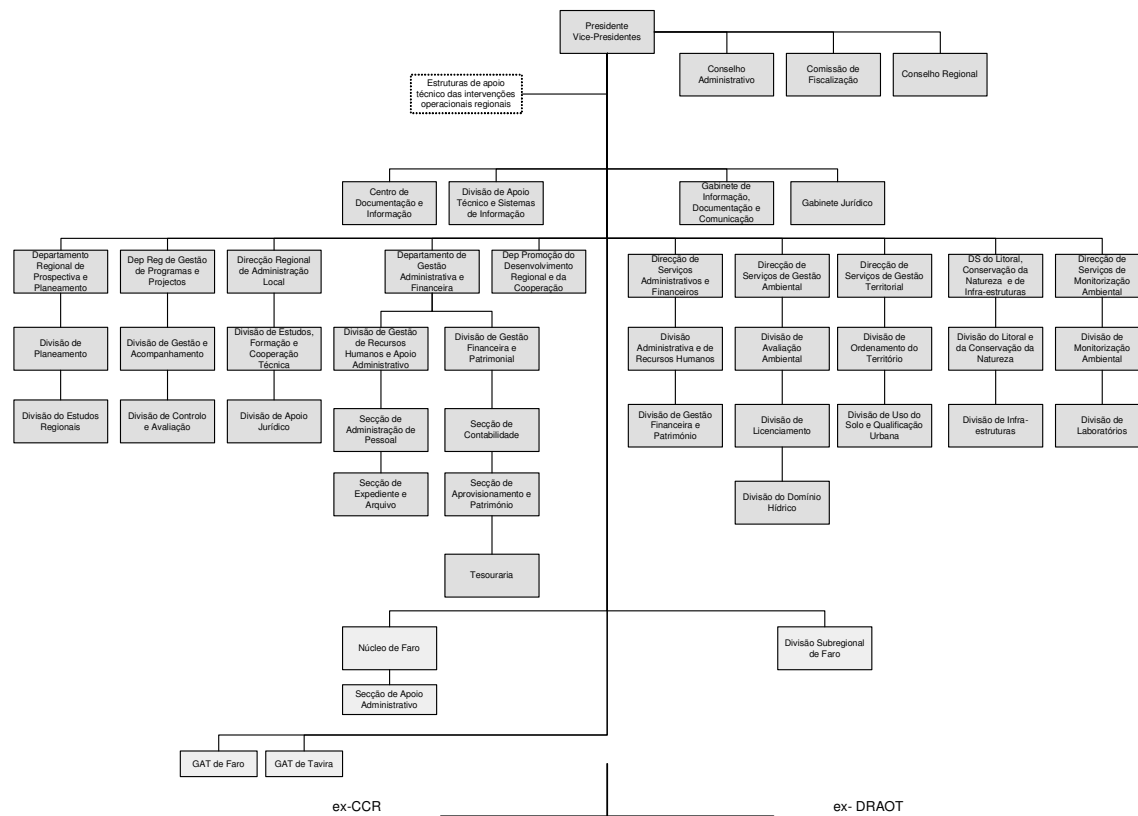 Presidente
Vice-Presidentes
Conselho
Administrativo
Comissão de
Fiscalização
Conselho Regional
Estruturas de apoio
técnico das intervenções
operacionais regionais
Centro de
Documentação e
Informação
Divisão de Apoio
Técnico e Sistemas
de Informação
Gabinete de
Informação,
Documentação e
Comunicação
Gabinete Jurídico
Departamento
Regional de
Prospectiva e
Planeamento
Dep Reg de Gestão
de Programas e
Projectos
Direcção Regional
de Administração
Local
Departamento de
Gestão
Administrativa e
Financeira
Dep Promoção do
Desenvolvimento
Regional e da
Cooperação
Direcção de
Serviços
Administrativos e
Financeiros
Direcção de
Serviços de Gestão
Ambiental
Direcção de
Serviços de Gestão
Territorial
DS do Litoral,
Conservação da
Natureza e de
Infra-estruturas
Direcção de
Serviços de
Monitorização
Ambiental
Divisão de
Planeamento
Divisão de Gestão e
Acompanhamento
Divisão de Estudos,
Formação e
Cooperação
Técnica
Divisão de Gestão
de Recursos
Humanos e Apoio
Administrativo
Divisão de Gestão
Financeira e
Patrimonial
Divisão
Administrativa e de
Recursos Humanos
Divisão de
Avaliação
Ambiental
Divisão de
Ordenamento do
Território
Divisão do Litoral e
da Conservação da
Natureza
Divisão de
Monitorização
Ambiental
Divisão do Estudos
Regionais
Divisão de Controlo
e Avaliação
Divisão de Apoio
Jurídico
Secção de
Administração de
Pessoal
Secção de
Contabilidade
Divisão de Gestão
Financeira e
Património
Divisão de
Licenciamento
Divisão de Uso do
Solo e Qualificação
Urbana
Divisão de Infra-
estruturas
Divisão de
Laboratórios
Secção de
Expediente e
Arquivo
Secção de
Aprovisionamento e
Património
Divisão do Domínio
Hídrico
Tesouraria
Núcleo de Faro
Divisão Subregional
de Faro
Secção de Apoio
Administrativo
GAT de Faro
GAT de Tavira
ex-CCR
ex- DRAOT